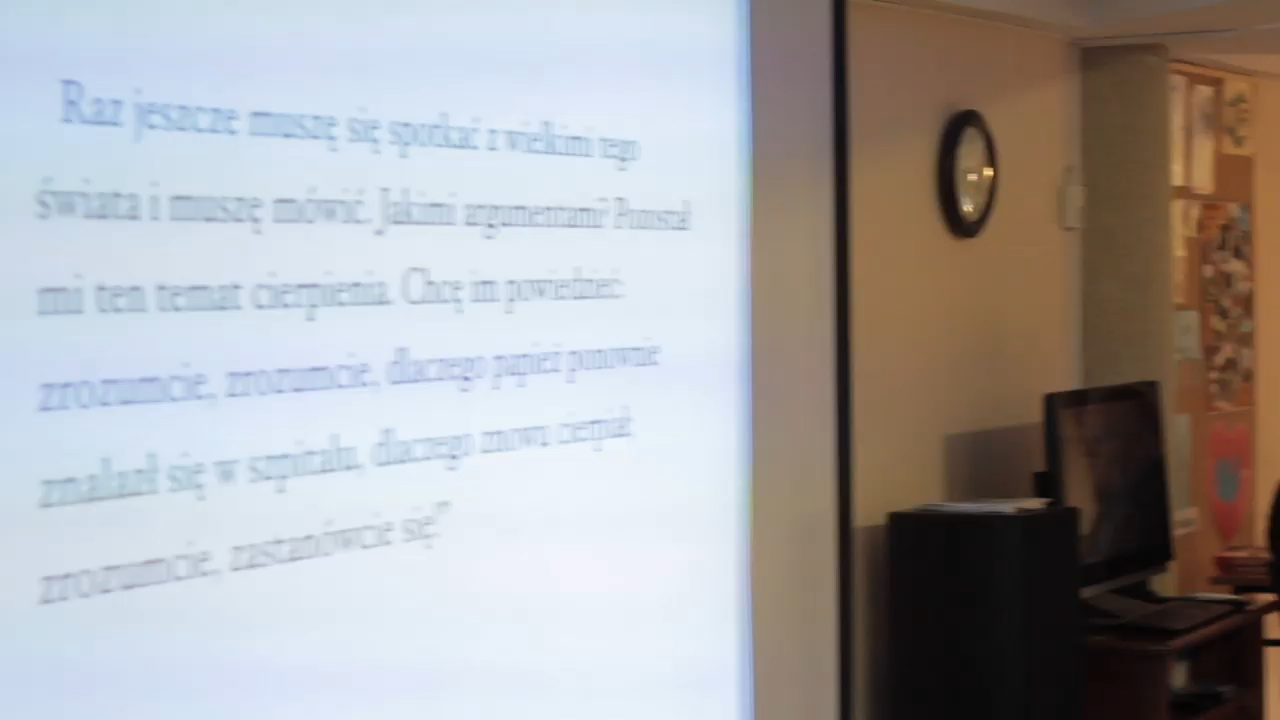 Raz jeszcze muszę się spotkać z wielkimi tego
świata i muszę mówić. Jakimi argumentami? Pozostał
mi ten temat cierpienia. Chcę im powiedzieć:
zrozumcie, zrozumcie, dlaczego papież ponownie
znalazł się w szpitalu, dlaczego znowu cierpiał;
zrozumcie, zastanówcie się!”